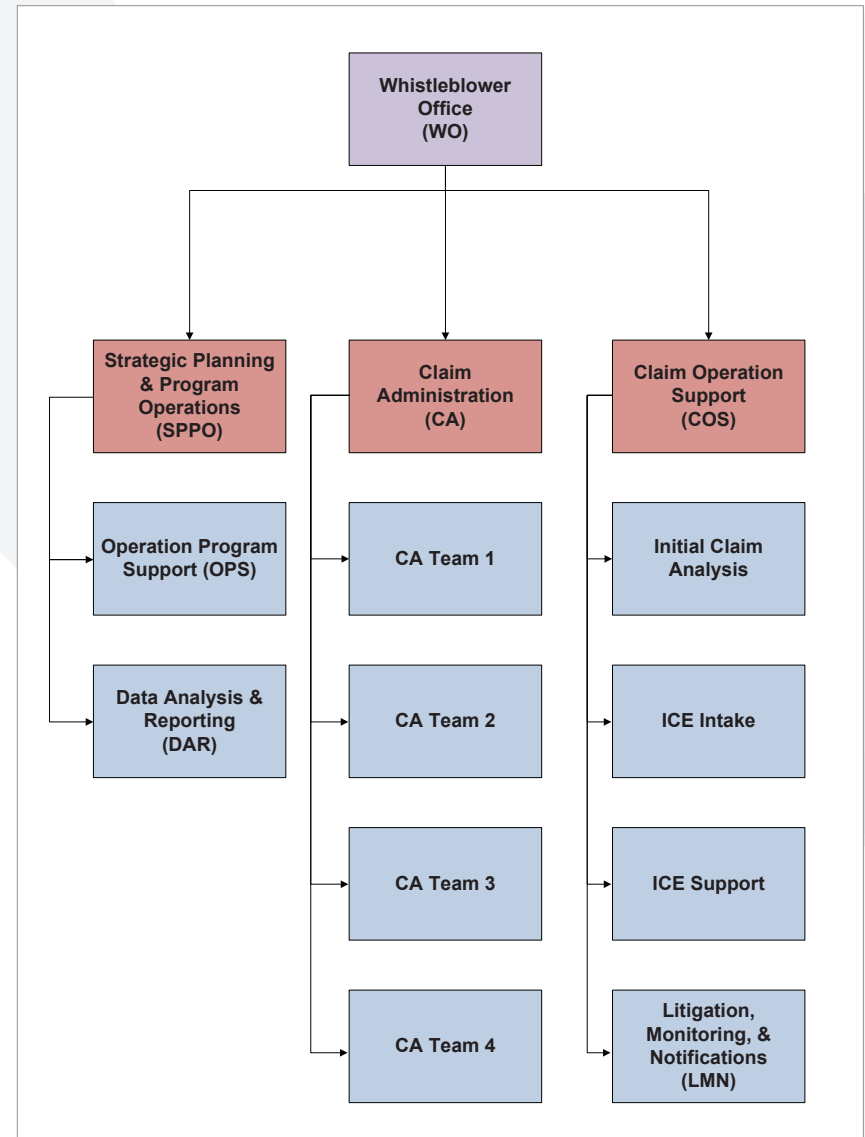 Whistleblower
Office
(WO)
Strategic Planning
& Program
Operations
(SPPO)
Operation Program
Support (OPS)
Data Analysis &
Reporting
(DAR)
Claim
Administration
(CA)
CA Team 1
CA Team 2
CA Team 3
CA Team 4
Claim Operation
Support
(COS)
Initial Claim
Analysis
ICE Intake
ICE Support
Litigation,
Monitoring, &
Notifications
(LMN)